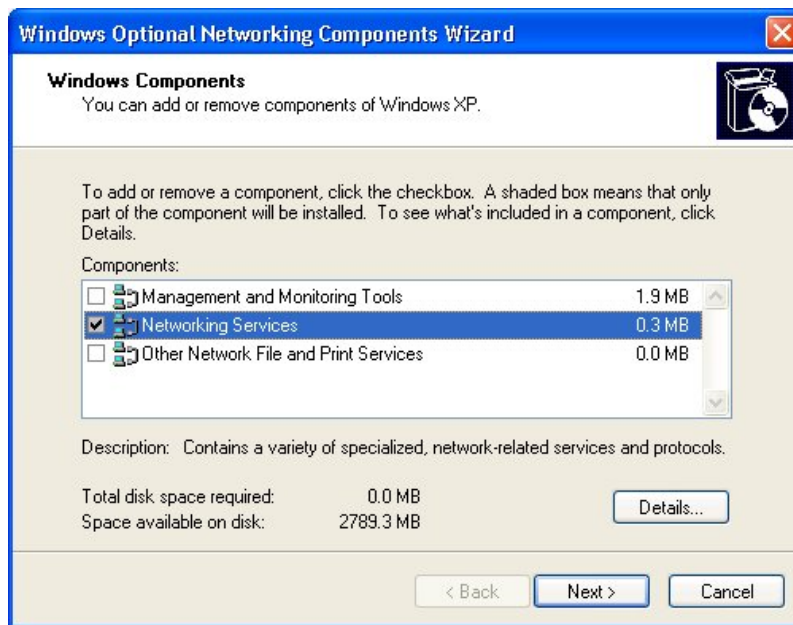 Windows Optional Networking Components Wizard
Windows Components
You can add or remove components of Windows XP.
To add or remove a component, click the checkbox. A shaded box means that only
part of the component will be installed. To see what's included in a component, click
Details.
Components:
Management and Monitoring Tools 1.9 MB
Networking Services 0.3 MB
Other Network File and Print Services 0.0 MB
Description: Contains a variety of specialized, network-related services and protocols.
Total disk space required: 0.0 MB
Space available on disk: 2789.3 MB
Details...
< Back Next > Cancel